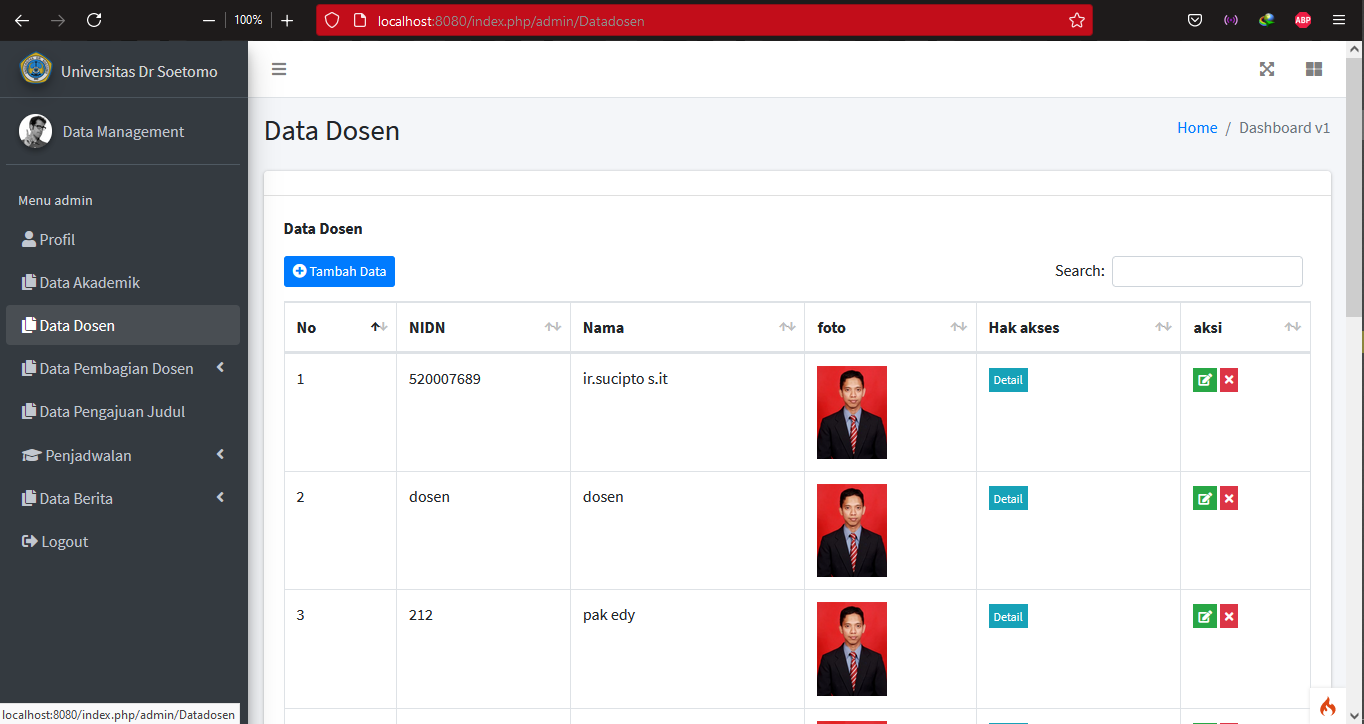 100%
localhost:8080/index.php/admin/Datadosen
ABP
Universitas Dr Soetomo
Data Management
Menu admin
Profil
Data Akademik
Data Dosen
Data Pembagian Dosen
Data Pengajuan Judul
Penjadwalan
Data Berita
Logout
Data Dosen
Home / Dashboard v1
Data Dosen
Tambah Data
Search:
No NIDN Nama foto Hak akses aksi
1 520007689 ir.sucipto s.it Detail
2 dosen dosen Detail
3 212 pak edy Detail
localhost:8080/index.php/admin/Datadosen